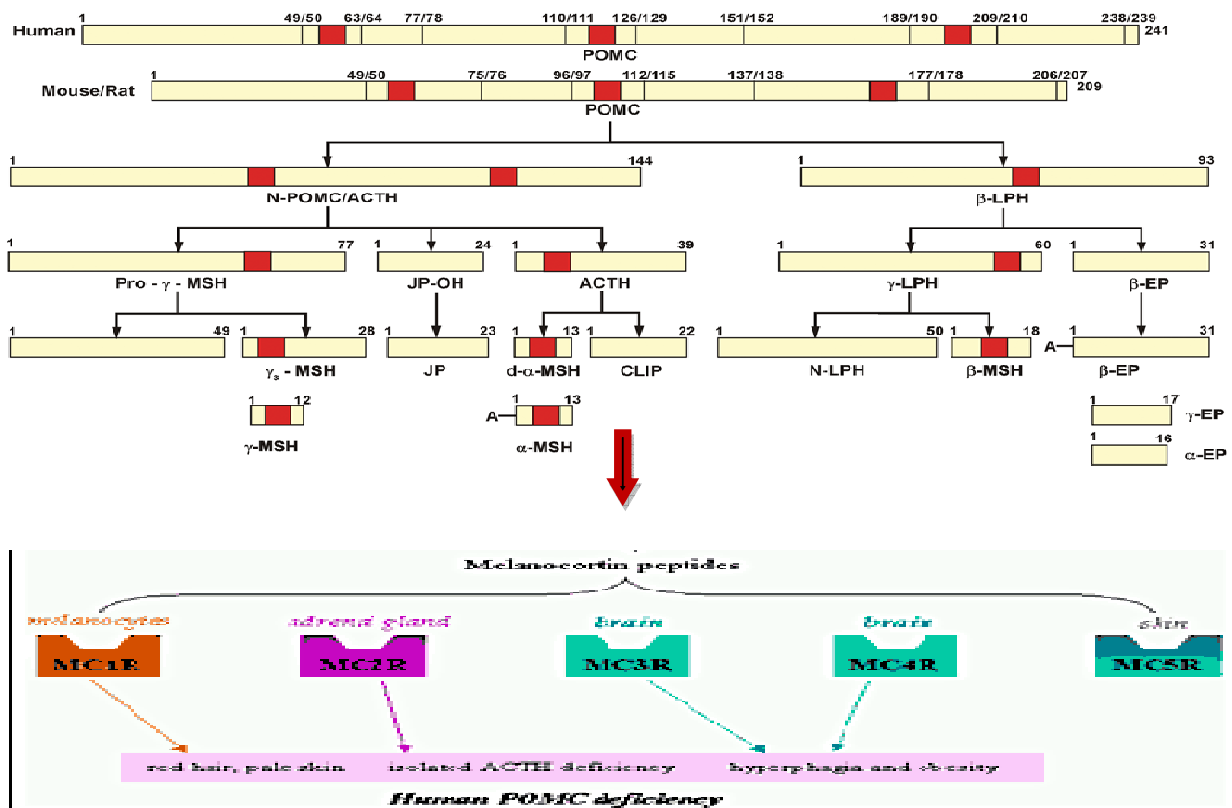 1 49/50 63/64 77/78 110/111 126/129 151/152 189/190 209/210 238/239
Human 241
POMC
1 49/50 75/76 96/97 112/115 137/138 177/178 206/207
Mouse/Rat 209
POMC
1 144 1 93
N-POMC/ACTH β-LPH
1 77 1 24 1 39 1 60 1 31
Pro - γ - MSH JP-OH ACTH γ-LPH β-EP
1 49 1 28 1 23 1 13 1 22 1 50 1 18 1 31
A
γ₃ - MSH JP d-α-MSH CLIP N-LPH β-MSH β-EP
1 12 1 13 1 17
A γ-EP
γ-MSH α-MSH 1 16
α-EP
Melanocortin peptides
melanocytes adrenal gland brain brain skin
MC1R MC2R MC3R MC4R MC5R
red hair, pale skin isolated ACTH deficiency hyperphagia and obesity
Human POMC deficiency